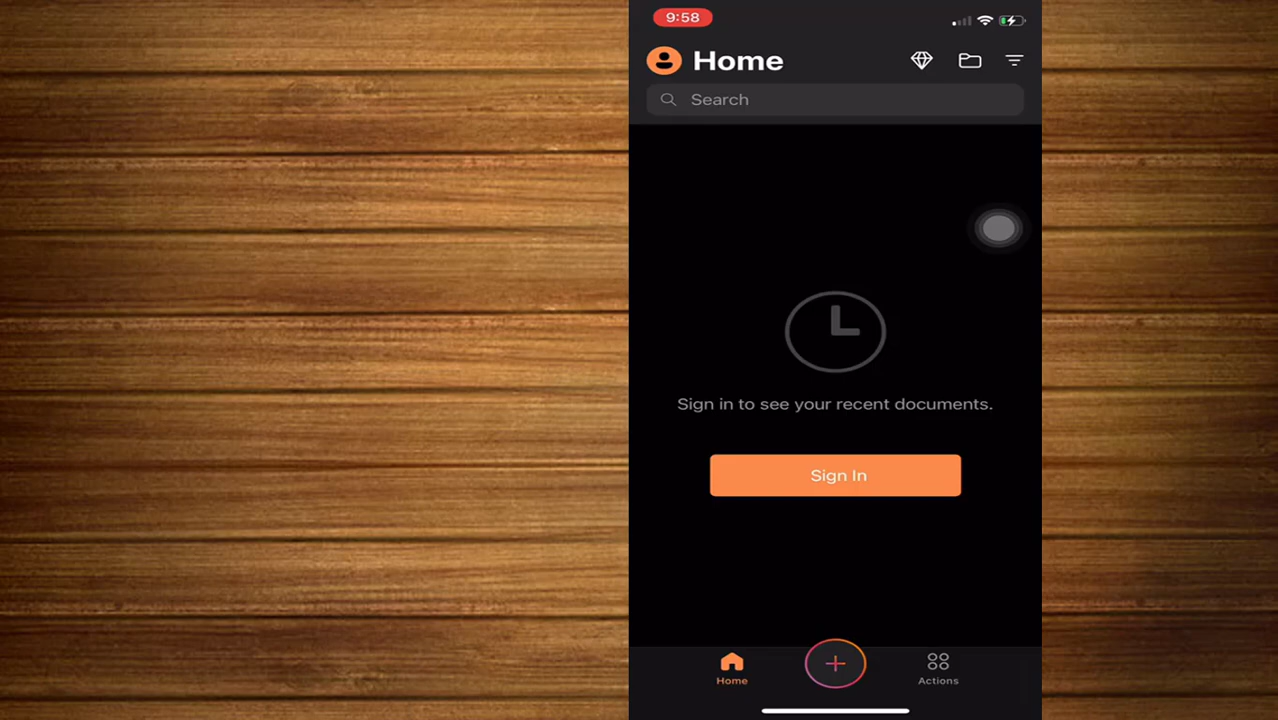 9:58
Home
Search
Sign in to see your recent documents.
Sign In
Home
Actions